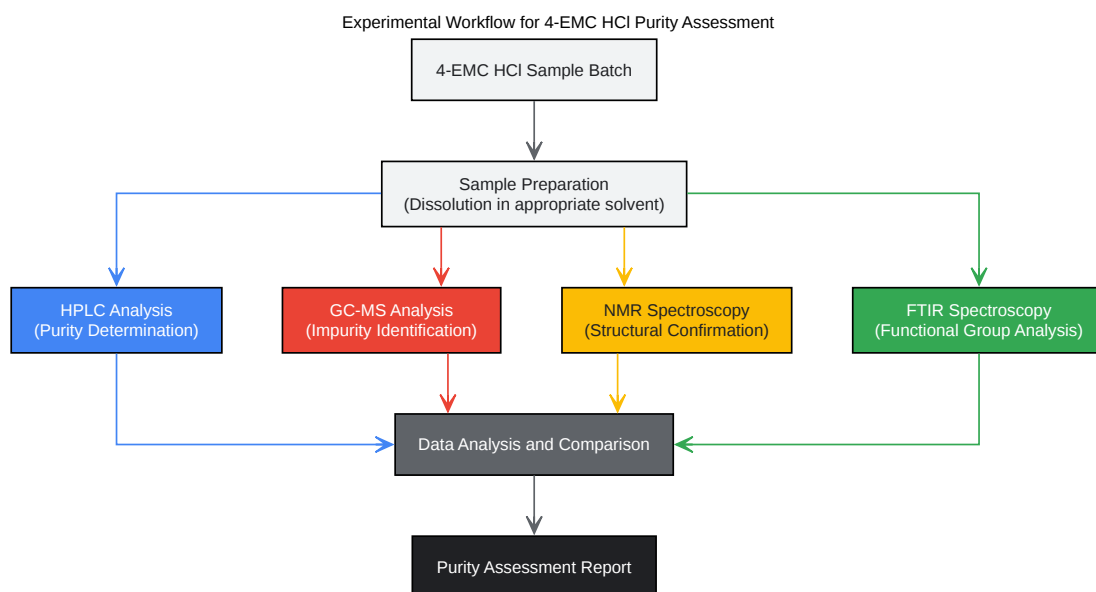 Experimental Workflow for 4-EMC HCl Purity Assessment
4-EMC HCl Sample Batch
Sample Preparation
(Dissolution in appropriate solvent)
HPLC Analysis
(Purity Determination)
GC-MS Analysis
(Impurity Identification)
NMR Spectroscopy
(Structural Confirmation)
FTIR Spectroscopy
(Functional Group Analysis)
Data Analysis and Comparison
Purity Assessment Report